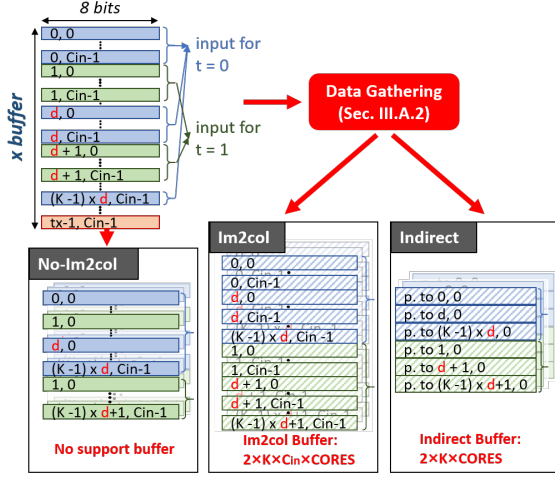 8 bits
x buffer
0, 0
0, Cin-1
1, 0
1, Cin-1
d, 0
d, Cin-1
d + 1, 0
d + 1, Cin-1
(K -1) x d, Cin-1
tx-1, Cin-1
input for
t = 0
input for
t = 1
Data Gathering
(Sec. III.A.2)
No-Im2col
0, 0
1, 0
d, 0
(K-1) x d, Cin-1
1, 0
(K-1) x d+1, Cin-1
No support buffer
Im2col
0, 0
0, Cin-1
d, 0
d, Cin-1
(K-1) x d, Cin -1
1, 0
1, Cin-1
d + 1, 0
d + 1, Cin-1
(K-1) x d+1, Cin-1
Im2col Buffer:
2×K×Cin×CORES
Indirect
p. to 0, 0
p. to d, 0
p. to (K-1) x d, 0
p. to 1, 0
p. to d + 1, 0
p. to (K-1) x d+1, 0
Indirect Buffer:
2×K×CORES